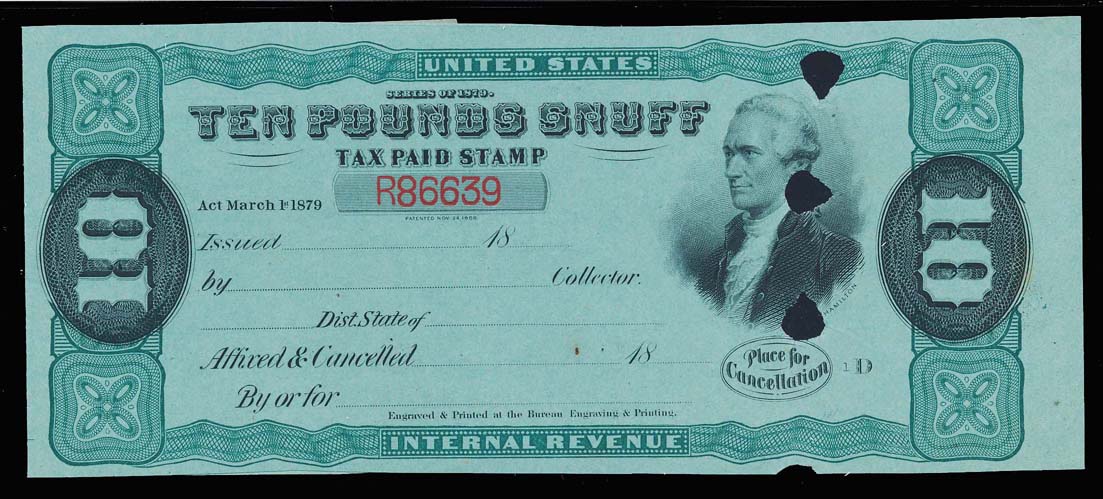 UNITED STATES
SERIES OF 1879.
TEN POUNDS SNUFF
TAX PAID STAMP
R86639
Act March 1st 1879
PATENTED NOV. 24, 1868.
Issued 18
by Collector.
Dist. State of
Affixed & Cancelled 18
By or for
HAMILTON
Place for
Cancellation
1 D
Engraved & Printed at the Bureau Engraving & Printing.
INTERNAL REVENUE
10
10